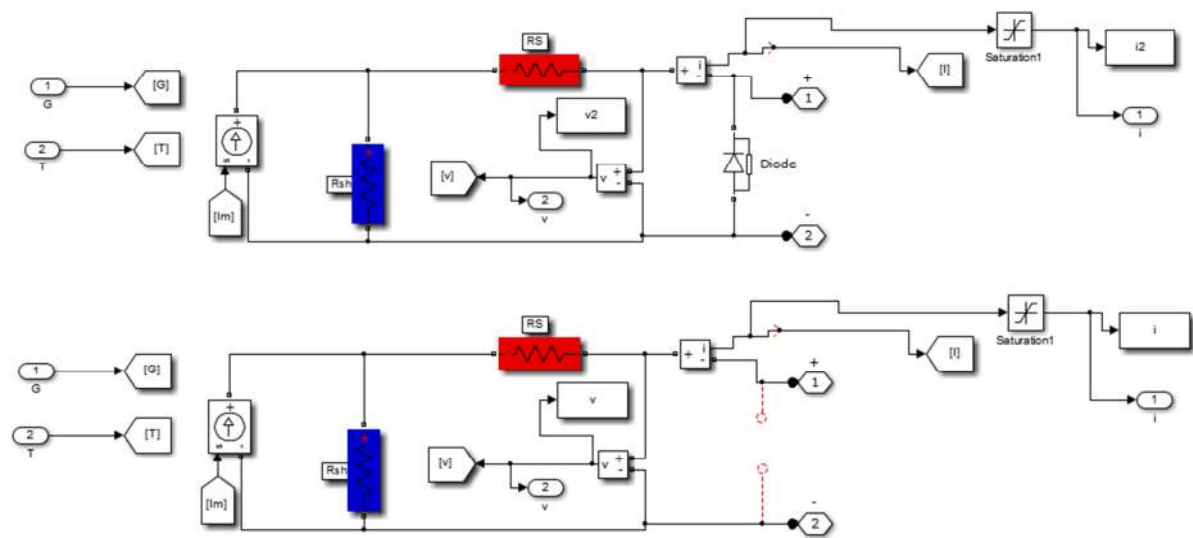 RS
i
+
-
i2
Saturation1
1
G
[G]
[I]
+
1
1
i
v2
+
s
-
2
T
[T]
Rsh
[v]
v
+
-
Diode
2
v
[Im]
-
2
RS
i
+
-
i
Saturation1
1
G
[G]
[I]
+
1
1
i
v
+
s
-
2
T
[T]
Rsh
[v]
v
+
-
2
v
[Im]
-
2